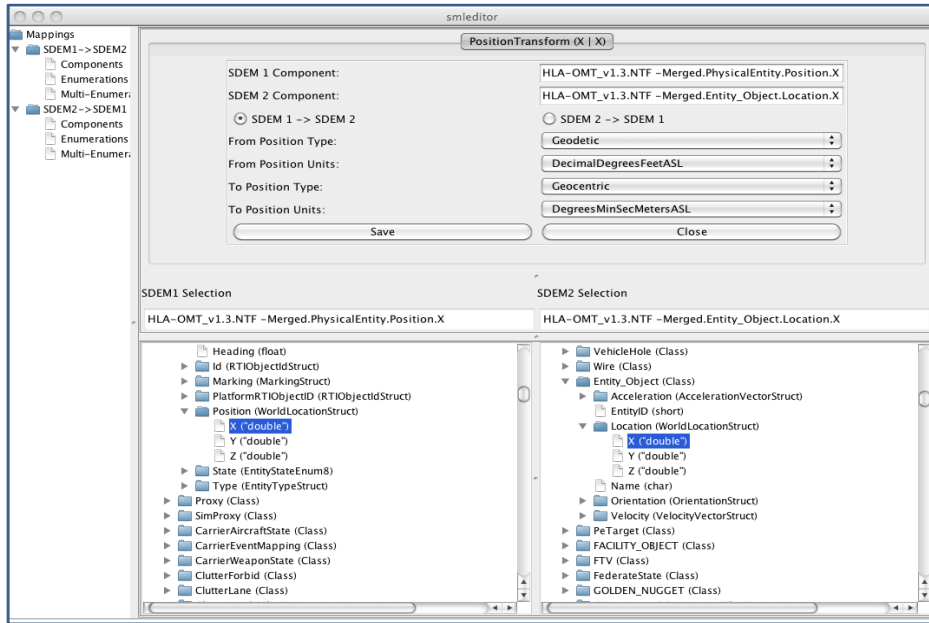 smleditor
Mappings
SDEM1->SDEM2
Components
Enumerations
Multi-Enumer
SDEM2->SDEM1
Components
Enumerations
Multi-Enumer
PositionTransform (X | X)
SDEM 1 Component: HLA-OMT_v1.3.NTF -Merged.PhysicalEntity.Position.X
SDEM 2 Component: HLA-OMT_v1.3.NTF -Merged.Entity_Object.Location.X
SDEM 1 -> SDEM 2 SDEM 2 -> SDEM 1
From Position Type: Geodetic
From Position Units: DecimalDegreesFeetASL
To Position Type: Geocentric
To Position Units: DegreesMinSecMetersASL
Save Close
SDEM1 Selection
HLA-OMT_v1.3.NTF -Merged.PhysicalEntity.Position.X
Heading (float)
Id (RTIObjectIdStruct)
Marking (MarkingStruct)
PlatformRTIObjectID (RTIObjectIdStruct)
Position (WorldLocationStruct)
X ("double")
Y ("double")
Z ("double")
State (EntityStateEnum8)
Type (EntityTypeStruct)
Proxy (Class)
SimProxy (Class)
CarrierAircraftState (Class)
CarrierEventMapping (Class)
CarrierWeaponState (Class)
ClutterForbid (Class)
ClutterLane (Class)
SDEM2 Selection
HLA-OMT_v1.3.NTF -Merged.Entity_Object.Location.X
VehicleHole (Class)
Wire (Class)
Entity_Object (Class)
Acceleration (AccelerationVectorStruct)
EntityID (short)
Location (WorldLocationStruct)
X ("double")
Y ("double")
Z ("double")
Name (char)
Orientation (OrientationStruct)
Velocity (VelocityVectorStruct)
PeTarget (Class)
FACILITY_OBJECT (Class)
FTV (Class)
FederateState (Class)
GOLDEN_NUGGET (Class)